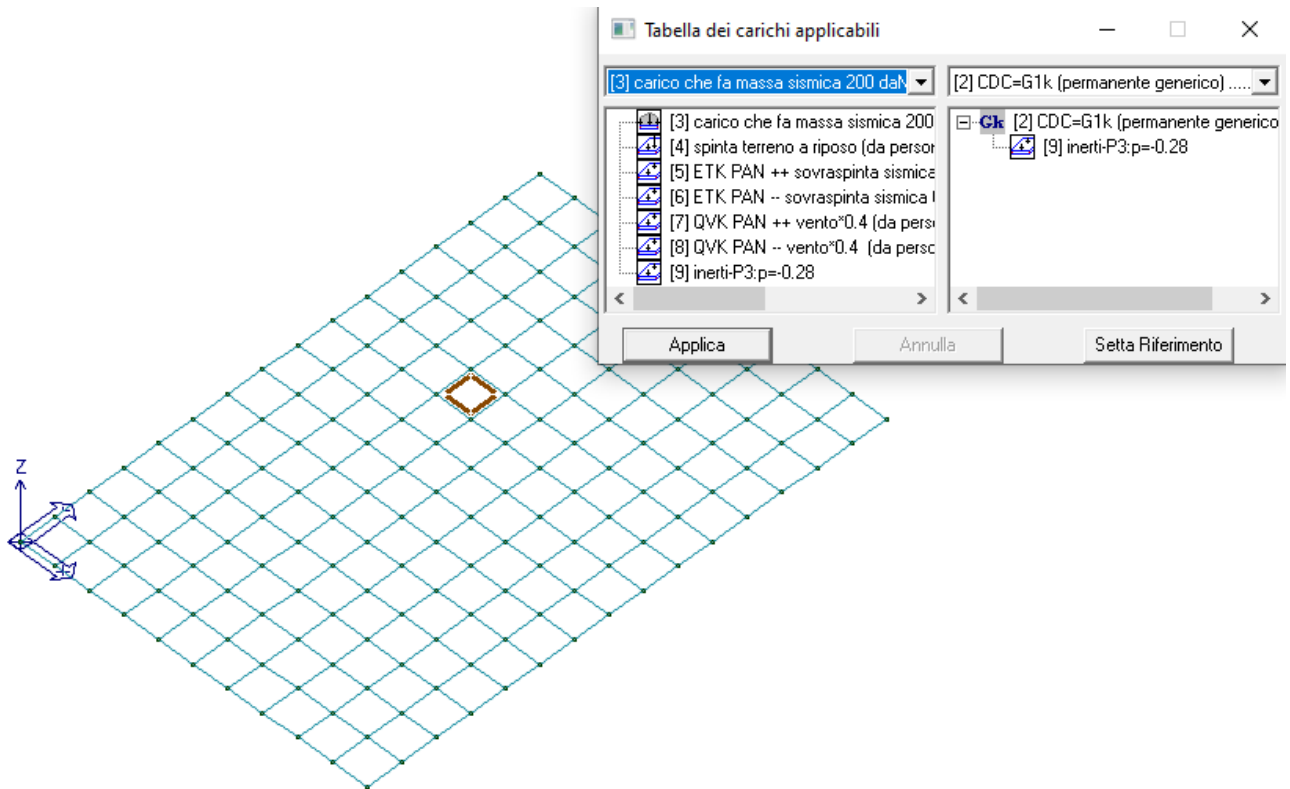 Tabella dei carichi applicabili
[3] carico che fa massa sismica 200 daN
[2] CDC=G1k (permanente generico) .....
[3] carico che fa massa sismica 200
[4] spinta terreno a riposo (da person
[5] ETK PAN ++ sovraspinta sismica
[6] ETK PAN -- sovraspinta sismica
[7] QVK PAN ++ vento*0.4 (da perso
[8] QVK PAN -- vento*0.4 (da perso
[9] inerti-P3:p=-0.28
Gk [2] CDC=G1k (permanente generico
[9] inerti-P3:p=-0.28
Applica
Annulla
Setta Riferimento
Z